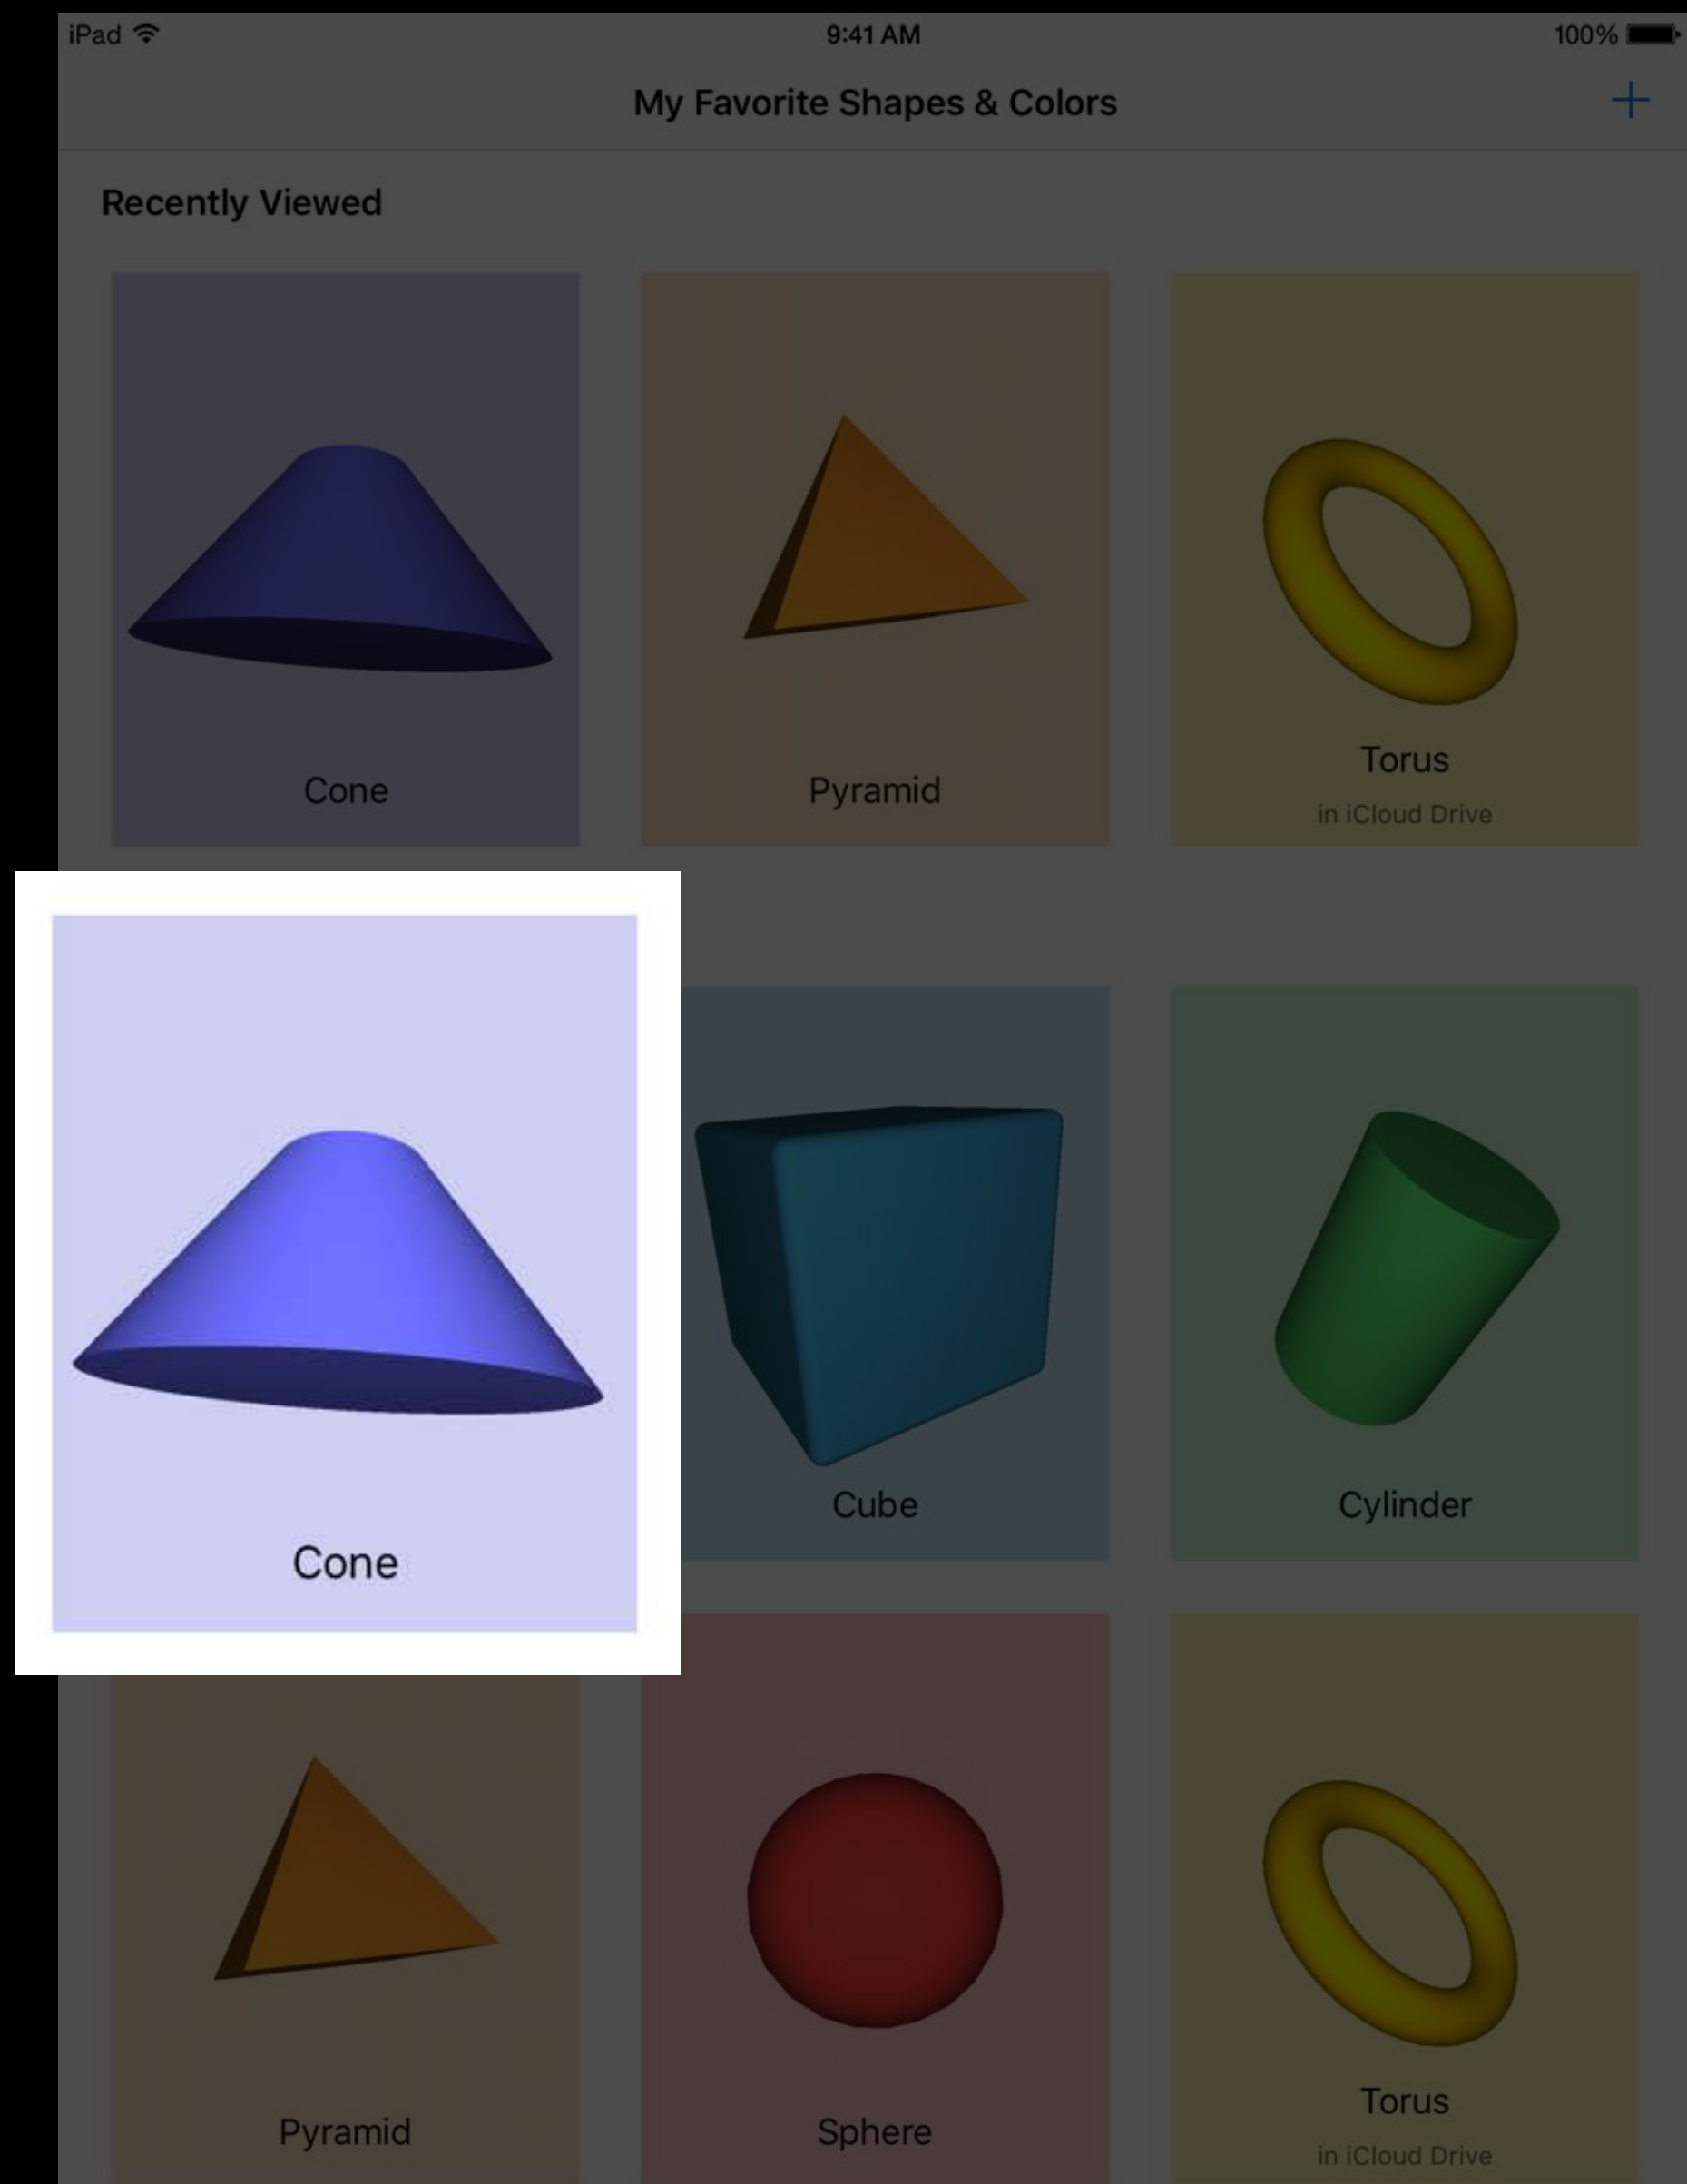 iPad 9:41 AM 100%
My Favorite Shapes & Colors +
Recently Viewed
Cone Pyramid Torus
in iCloud Drive
Cone Cube Cylinder
Pyramid Sphere Torus
in iCloud Drive